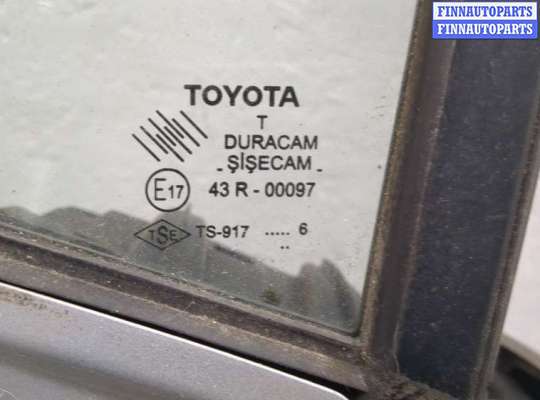 FINNAUTOPARTS
FINNAUTOPARTS
TOYOTA
T
DURACAM
- ŞİŞECAM -
E17 43 R - 00097
TSE TS-917 ..... 6
..